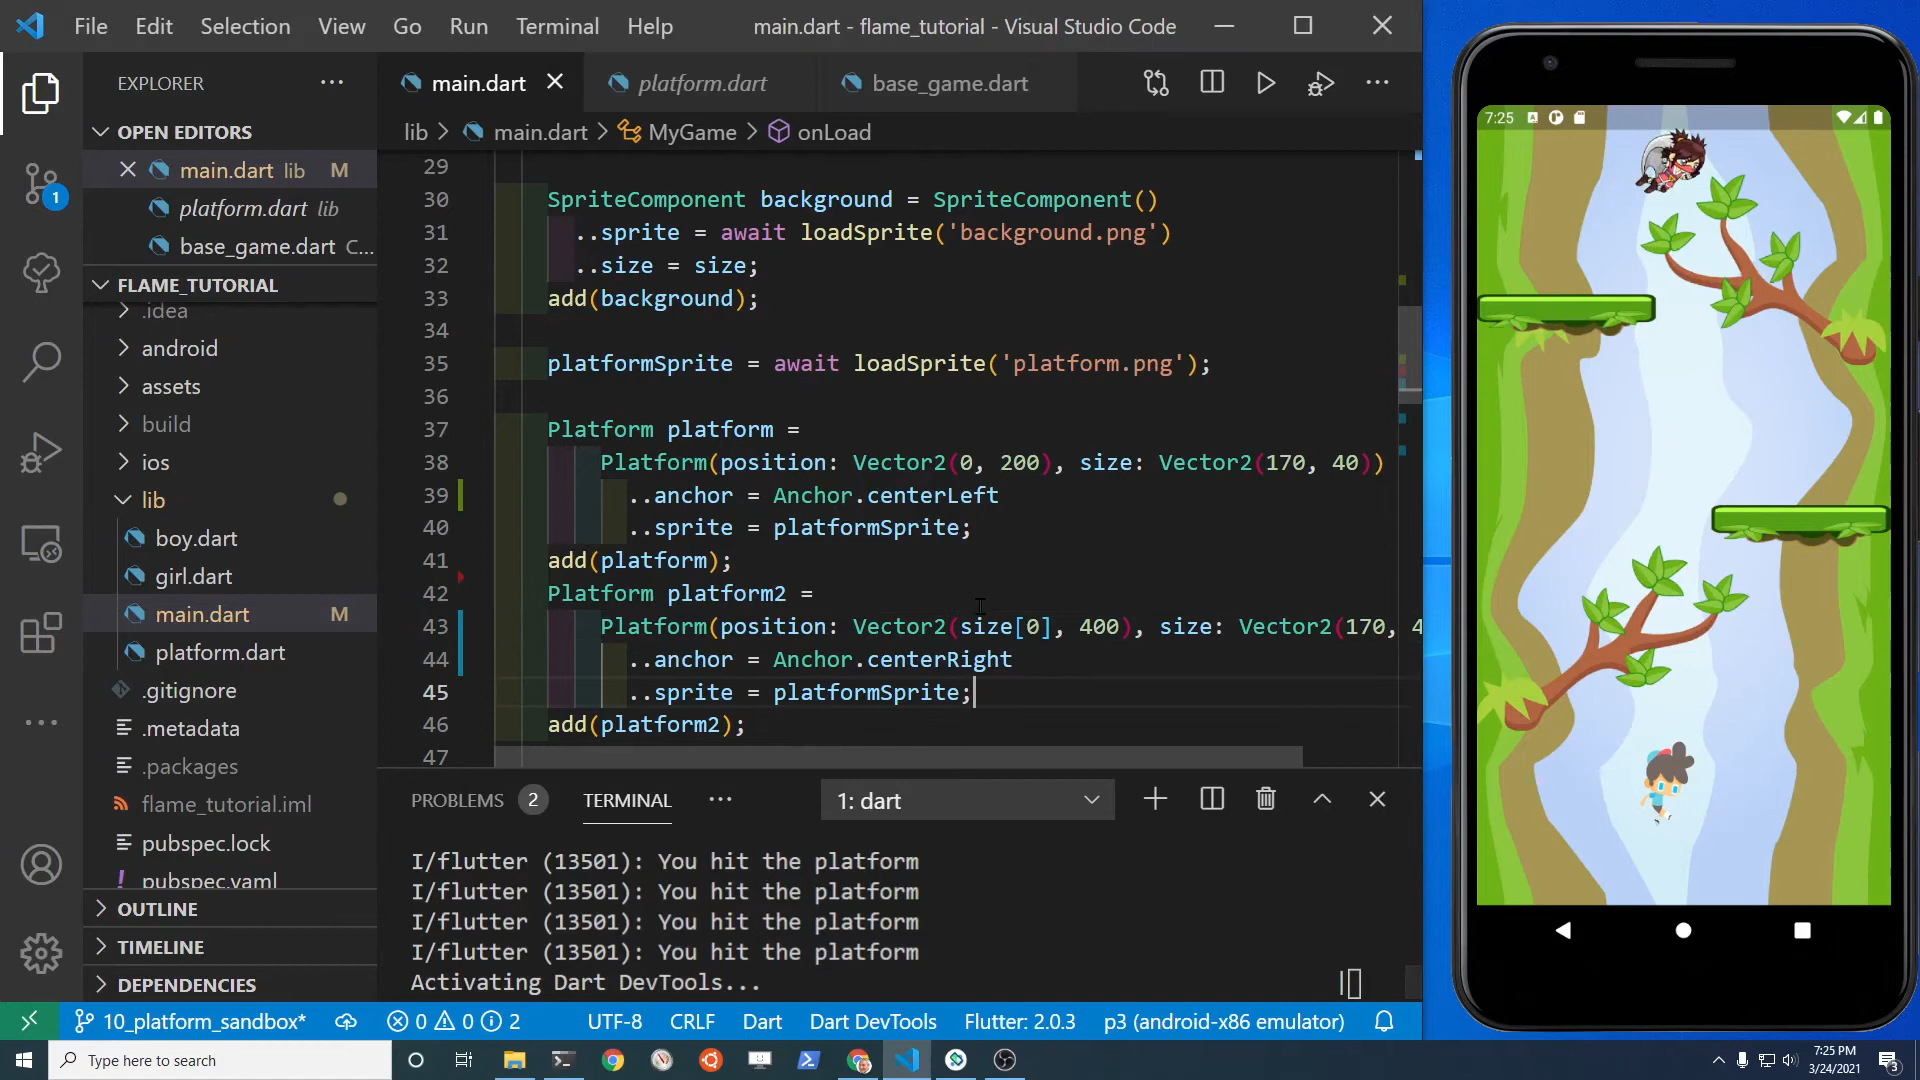 File Edit Selection View Go Run Terminal Help
main.dart - flame_tutorial - Visual Studio Code
EXPLORER
main.dart
platform.dart
base_game.dart
OPEN EDITORS
lib > main.dart > MyGame > onLoad
main.dart lib M
platform.dart lib
base_game.dart C...
FLAME_TUTORIAL
.idea
android
assets
build
ios
lib
boy.dart
girl.dart
main.dart M
platform.dart
.gitignore
.metadata
.packages
flame_tutorial.iml
pubspec.lock
pubspec.yaml
OUTLINE
TIMELINE
DEPENDENCIES
1
29
30 SpriteComponent background = SpriteComponent()
31 ..sprite = await loadSprite('background.png')
32 ..size = size;
33 add(background);
34
35 platformSprite = await loadSprite('platform.png');
36
37 Platform platform =
38 Platform(position: Vector2(0, 200), size: Vector2(170, 40))
39 ..anchor = Anchor.centerLeft
40 ..sprite = platformSprite;
41 add(platform);
42 Platform platform2 =
43 Platform(position: Vector2(size[0], 400), size: Vector2(170, 4
44 ..anchor = Anchor.centerRight
45 ..sprite = platformSprite;
46 add(platform2);
47
PROBLEMS 2 TERMINAL ... 1: dart
I/flutter (13501): You hit the platform
I/flutter (13501): You hit the platform
I/flutter (13501): You hit the platform
I/flutter (13501): You hit the platform
Activating Dart DevTools...
10_platform_sandbox* 0 0 2 UTF-8 CRLF Dart Dart DevTools Flutter: 2.0.3 p3 (android-x86 emulator)
7:25
Type here to search
7:25 PM
3/24/2021
3